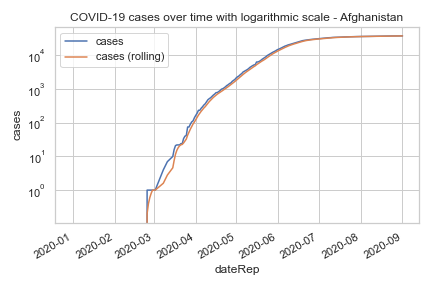 COVID-19 cases over time with logarithmic scale - Afghanistan
cases
cases (rolling)
10⁴
10³
10²
10¹
10⁰
cases
2020-01
2020-02
2020-03
2020-04
2020-05
2020-06
2020-07
2020-08
2020-09
dateRep